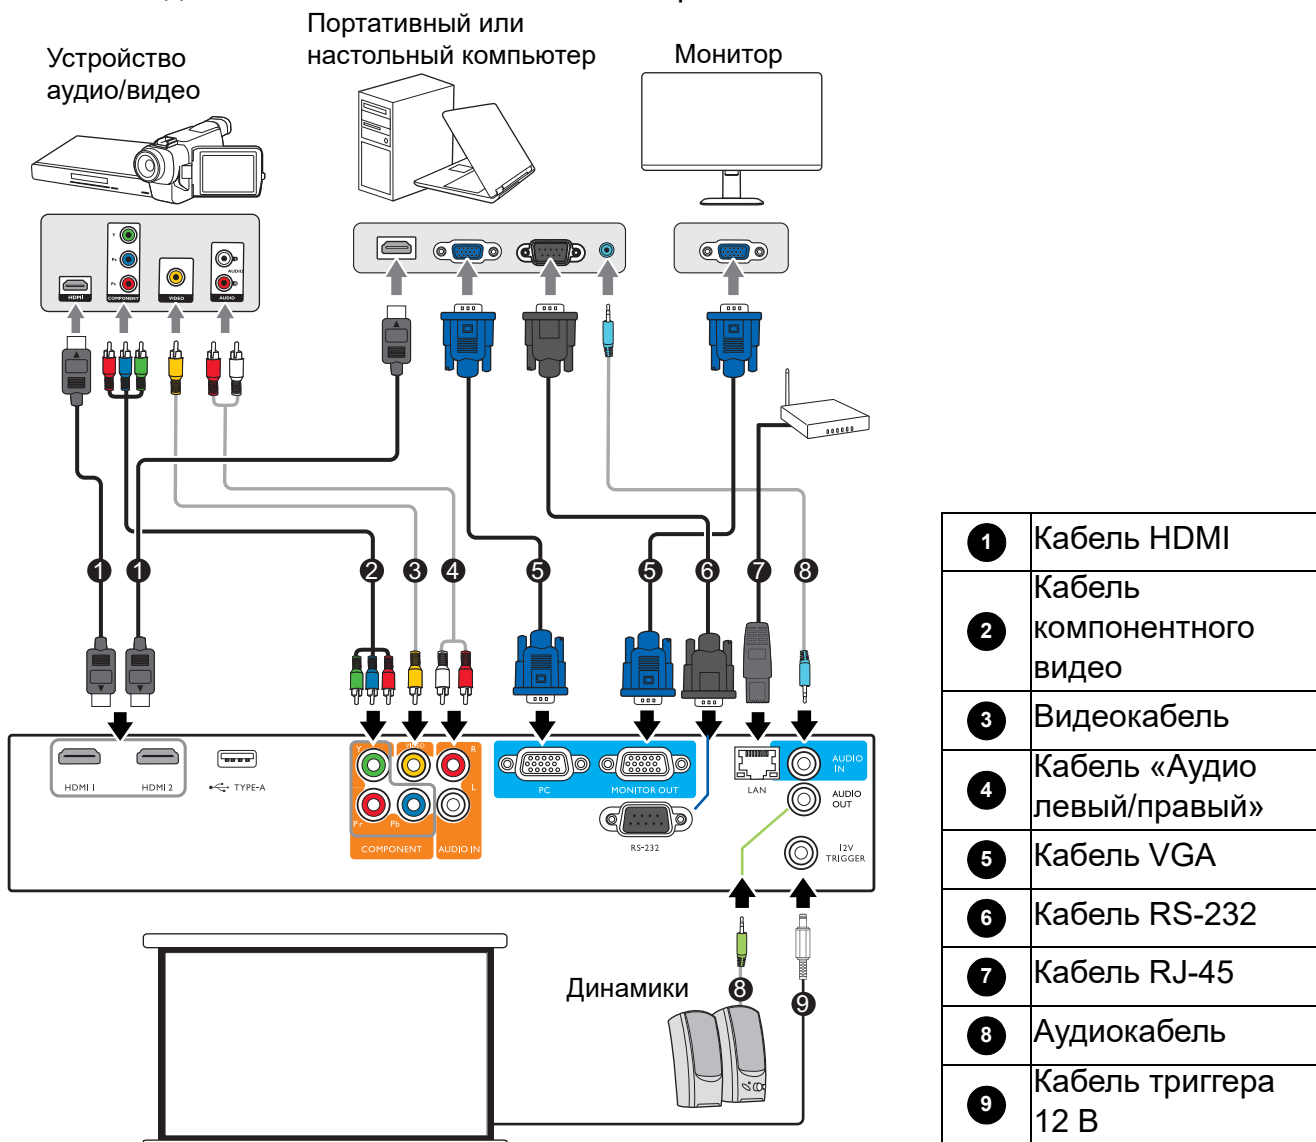 Портативный или
настольный компьютер
Устройство
аудио/видео
Монитор
Y
PB
PR
HDMI
COMPONENT
VIDEO
AUDIO
AUDIO
1
1
2
3
4
5
5
6
7
8
HDMI 1
HDMI 2
TYPE-A
Y
VIDEO
R
L
Pr
Pb
COMPONENT
AUDIO IN
PC
MONITOR OUT
RS-232
LAN
AUDIO
IN
AUDIO
OUT
12V
TRIGGER
Динамики
8
9
1 Кабель HDMI
2 Кабель
компонентного
видео
3 Видеокабель
4 Кабель «Аудио
левый/правый»
5 Кабель VGA
6 Кабель RS-232
7 Кабель RJ-45
8 Аудиокабель
9 Кабель триггера
12 В